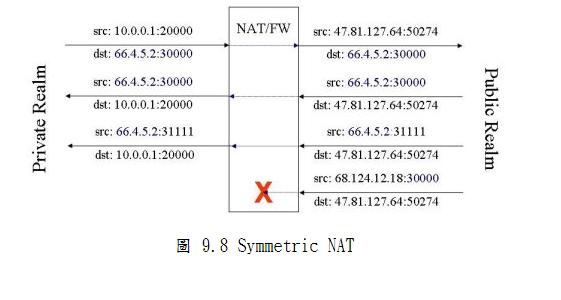 src: 10.0.0.1:20000
dst: 66.4.5.2:30000
src: 66.4.5.2:30000
dst: 10.0.0.1:20000
src: 66.4.5.2:31111
dst: 10.0.0.1:20000
Private Realm
NAT/FW
X
src: 47.81.127.64:50274
dst: 66.4.5.2:30000
src: 66.4.5.2:30000
dst: 47.81.127.64:50274
src: 66.4.5.2:31111
dst: 47.81.127.64:50274
src: 68.124.12.18:30000
dst: 47.81.127.64:50274
Public Realm
圖 9.8 Symmetric NAT